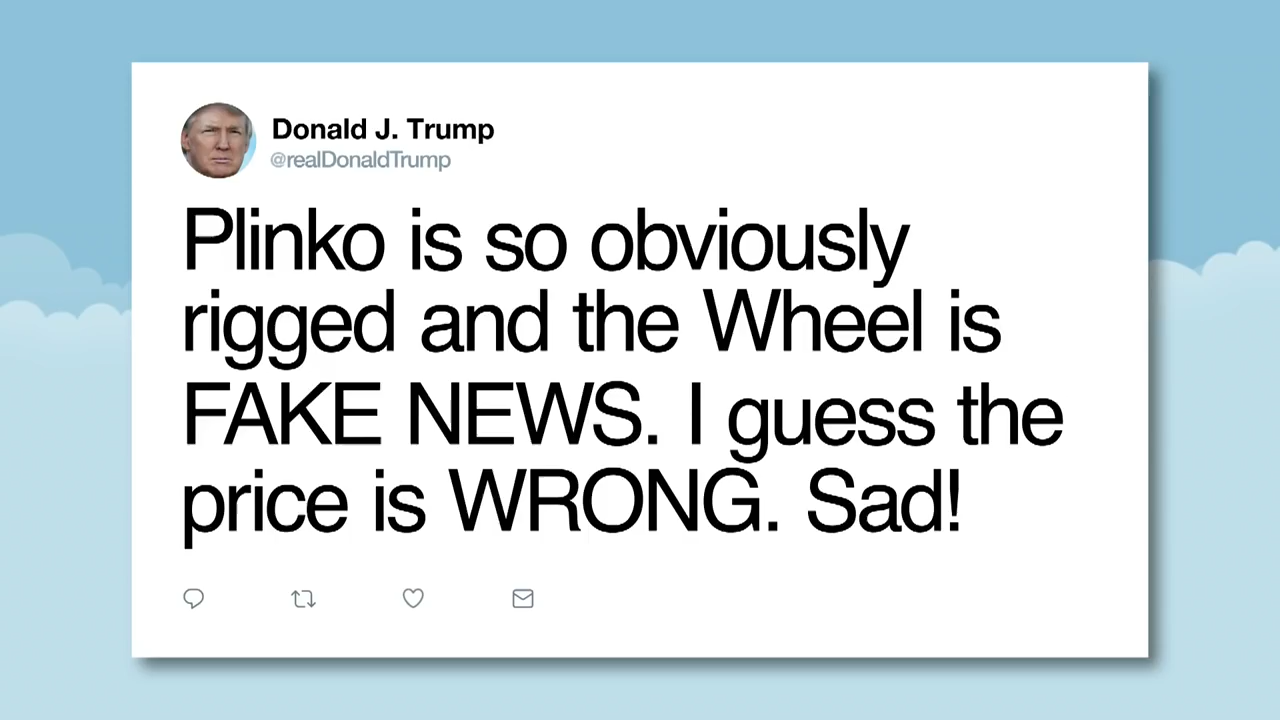 Donald J. Trump
@realDonaldTrump
Plinko is so obviously
rigged and the Wheel is
FAKE NEWS. I guess the
price is WRONG. Sad!